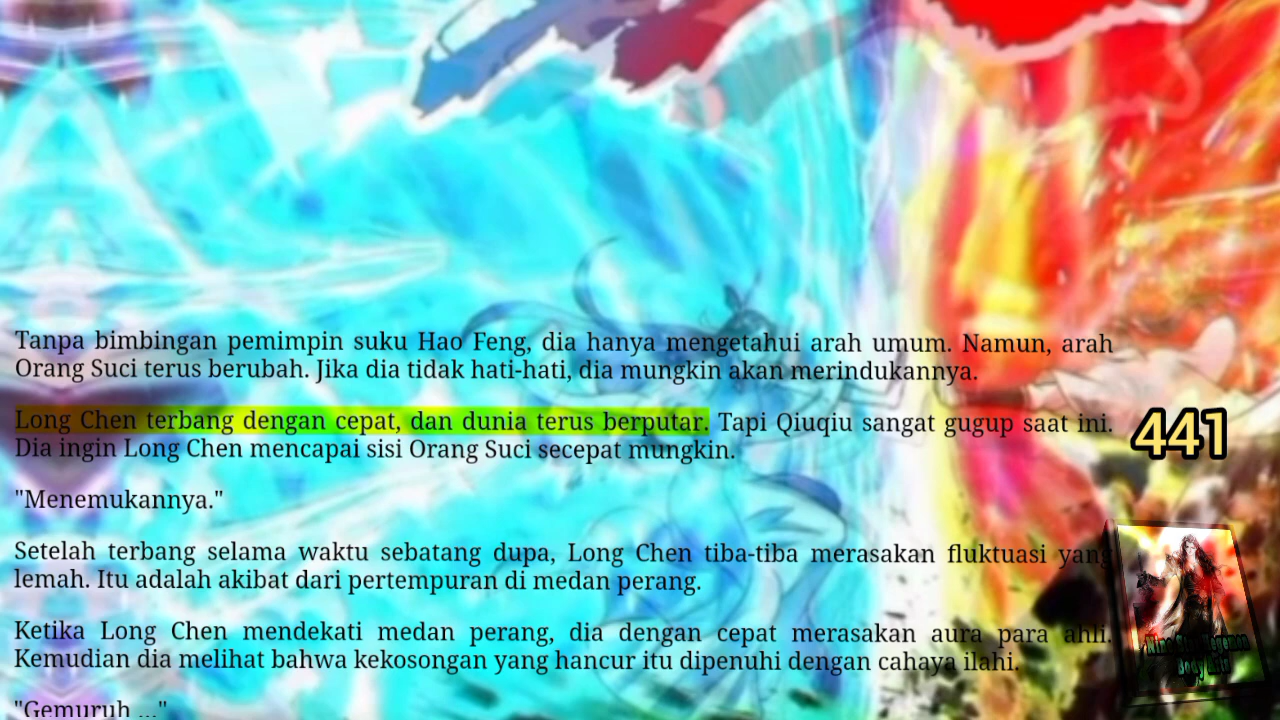 Tanpa bimbingan pemimpin suku Hao Feng, dia hanya mengetahui arah umum. Namun, arah
Orang Suci terus berubah. Jika dia tidak hati-hati, dia mungkin akan merindukannya.
Long Chen terbang dengan cepat, dan dunia terus berputar. Tapi Qiuqiu sangat gugup saat ini.
Dia ingin Long Chen mencapai sisi Orang Suci secepat mungkin.
441
"Menemukannya."
Setelah terbang selama waktu sebatang dupa, Long Chen tiba-tiba merasakan fluktuasi yang
lemah. Itu adalah akibat dari pertempuran di medan perang.
Ketika Long Chen mendekati medan perang, dia dengan cepat merasakan aura para ahli.
Kemudian dia melihat bahwa kekosongan yang hancur itu dipenuhi dengan cahaya ilahi.
"Gemuruh ..."